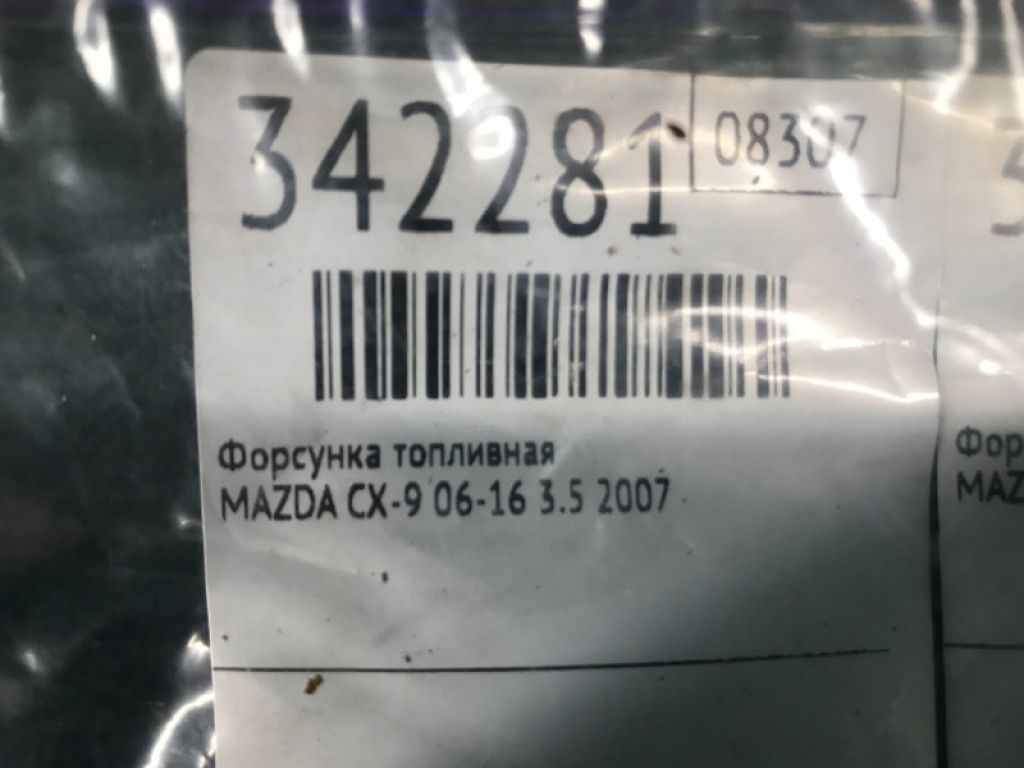 342281
08307
Форсунка топливная
MAZDA CX-9 06-16 3.5 2007